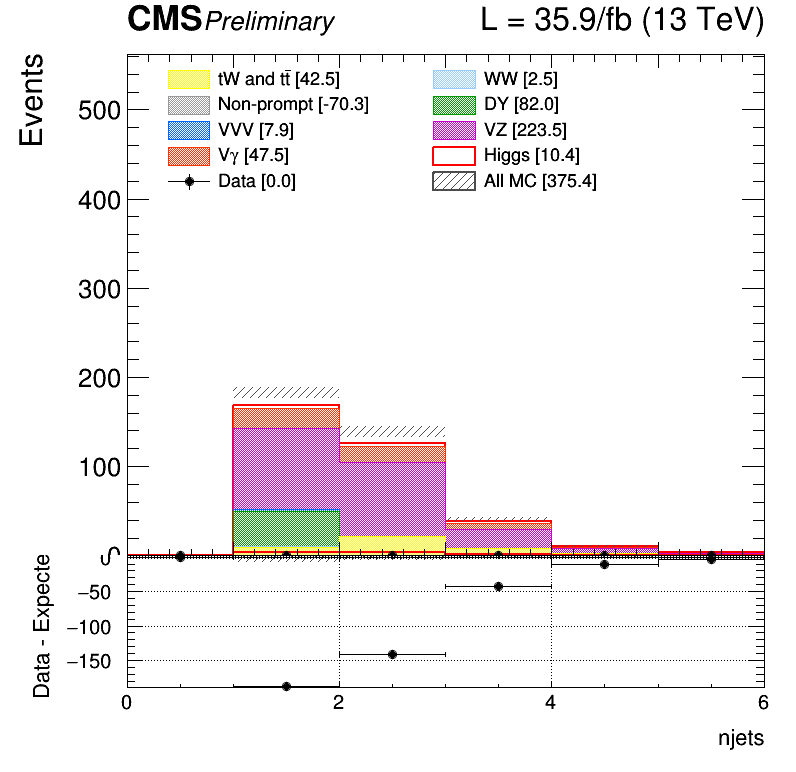 CMS Preliminary L = 35.9/fb (13 TeV)
Events
tW and tt̄ [42.5] WW [2.5]
Non-prompt [-70.3] DY [82.0]
VVV [7.9] VZ [223.5]
Vγ [47.5] Higgs [10.4]
Data [0.0] All MC [375.4]
500
400
300
200
100
0
Data - Expecte
0
−50
−100
−150
0 2 4 6
njets